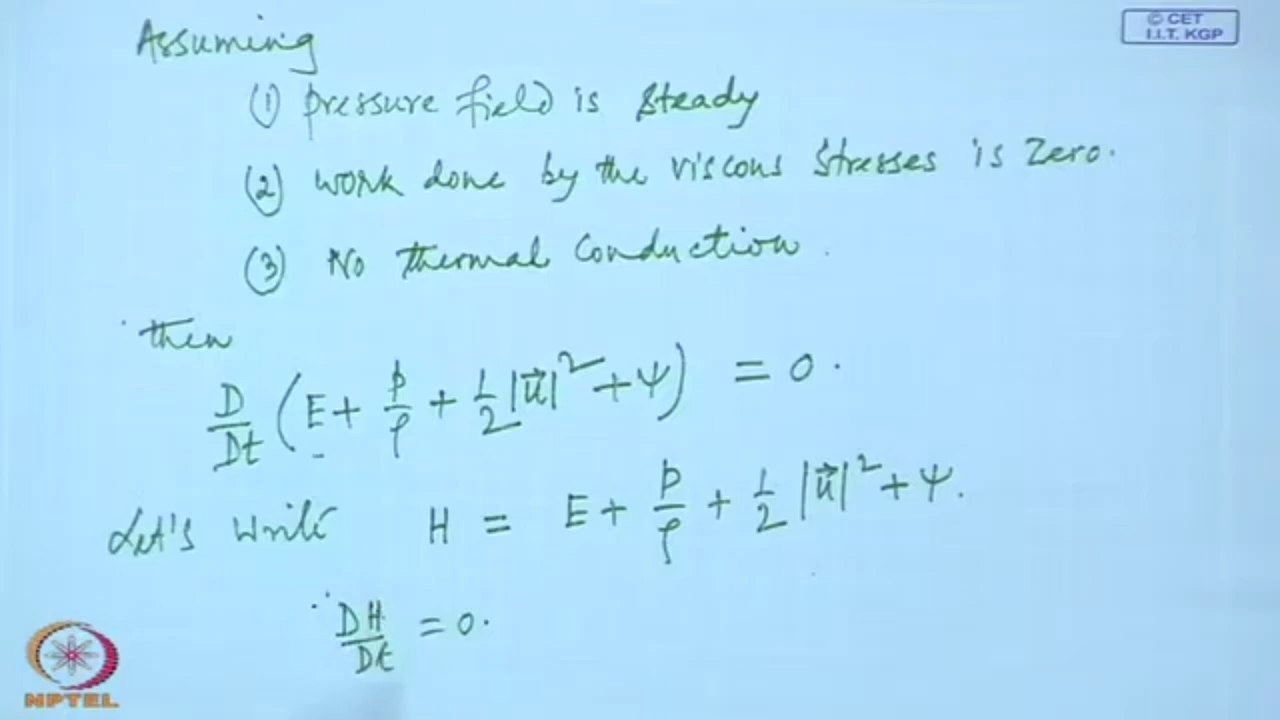 © CET
I.I.T. KGP
Assuming
(1) pressure field is steady
(2) work done by the viscous stresses is zero.
(3) No thermal conduction.
then
D/Dt (E + p/ρ + 1/2 |u⃗|² + Ψ) = 0.
Let's write H = E + p/ρ + 1/2 |u⃗|² + Ψ.
∴ DH/Dt = 0.
NPTEL